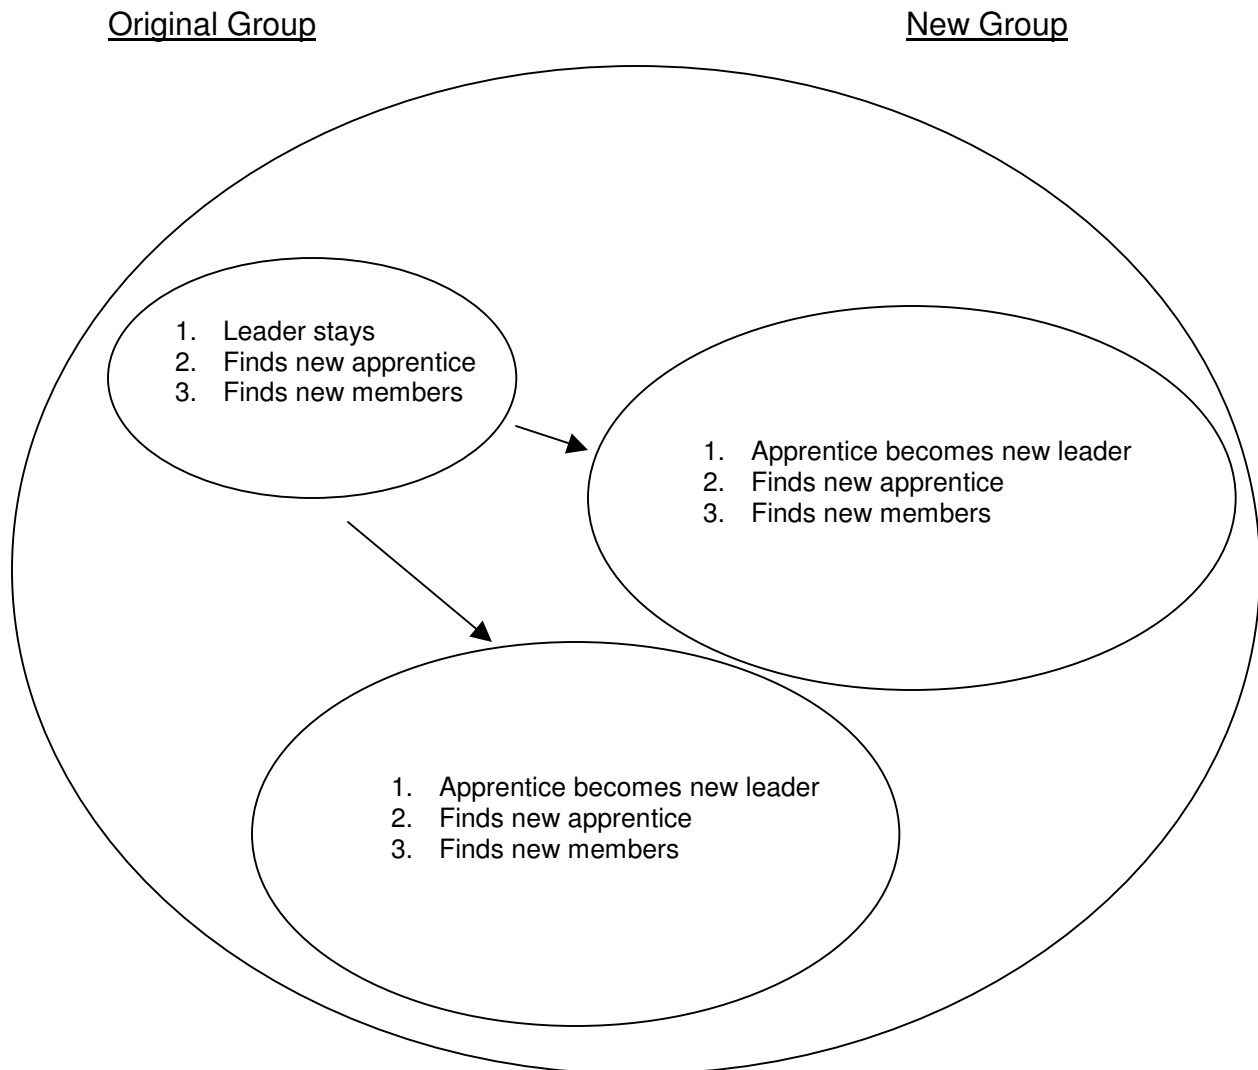 Original Group
New Group
1. Leader stays
2. Finds new apprentice
3. Finds new members
1. Apprentice becomes new leader
2. Finds new apprentice
3. Finds new members
1. Apprentice becomes new leader
2. Finds new apprentice
3. Finds new members